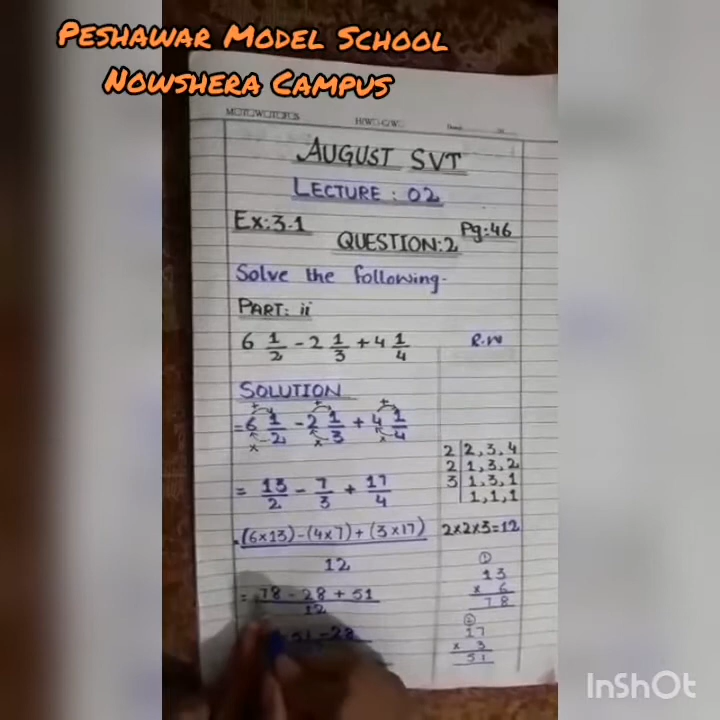 PESHAWAR MODEL SCHOOL
NOWSHERA CAMPUS
AUGUST SVT
LECTURE : 02
EX:3.1
Pg:46
QUESTION:2
Solve the following.
PART: ii
6 1/2 - 2 1/3 + 4 1/4
R.W
SOLUTION
= 6 1/2 - 2 1/3 + 4 1/4
= 13/2 - 7/3 + 17/4
2 | 2, 3, 4
2 | 1, 3, 2
3 | 1, 3, 1
1, 1, 1
(6×13)-(4×7)+(3×17)
12
2×2×3=12
= 78 - 28 + 51
12
1
13
× 6
78
51 - 28
2
17
× 3
51
InShOt